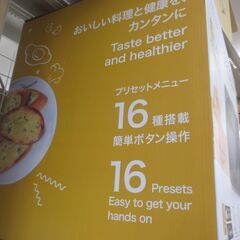 おいしい料理と健康を、
カンタンに
Taste better
and healthier
プリセットメニュー
16種搭載
簡単ボタン操作
16 Presets
Easy to get your
hands on